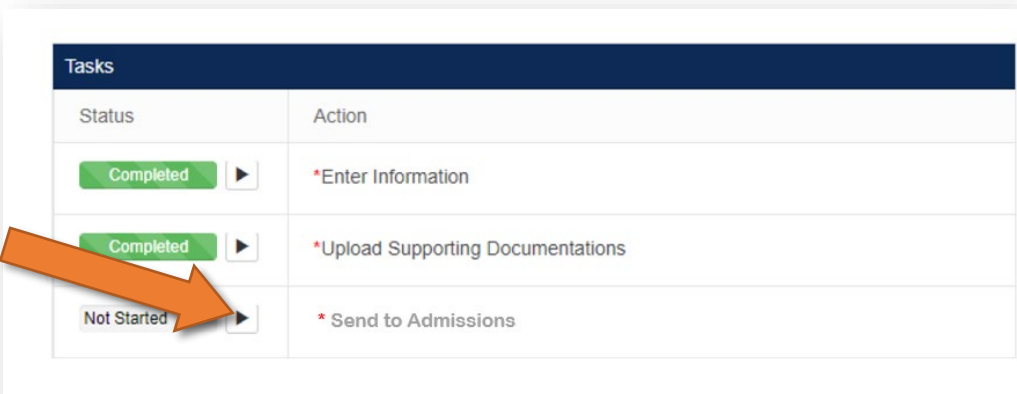 Tasks
Status Action
Completed *Enter Information
Completed *Upload Supporting Documentations
Not Started * Send to Admissions